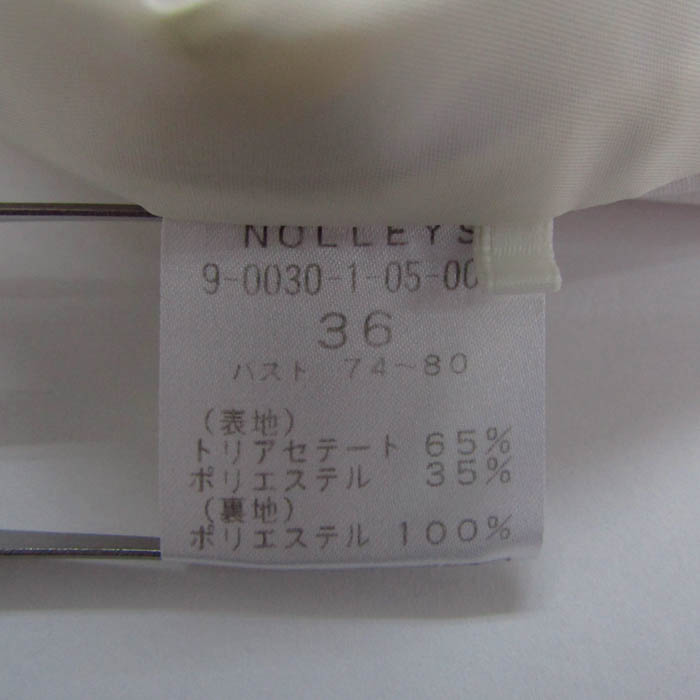 NOLLEYS
9-0030-1-05-00
36
バスト 74~80
(表地)
トリアセテート 65%
ポリエステル 35%
(裏地)
ポリエステル 100%